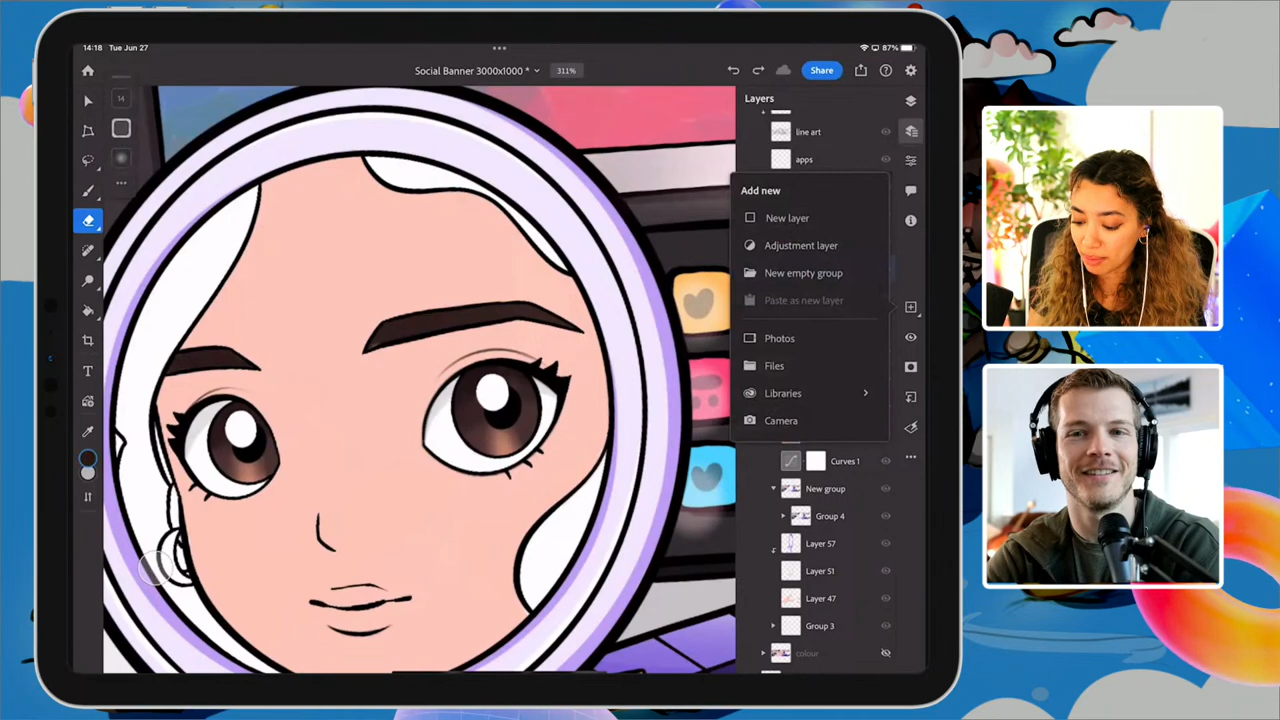 14:18 Tue Jun 27
87%
Social Banner 3000x1000 *
311%
Share
14
Layers
line art
apps
Add new
New layer
Adjustment layer
New empty group
Paste as new layer
Photos
Files
Libraries
Camera
Curves 1
New group
Group 4
Layer 57
Layer 51
Layer 47
Group 3
colour
T